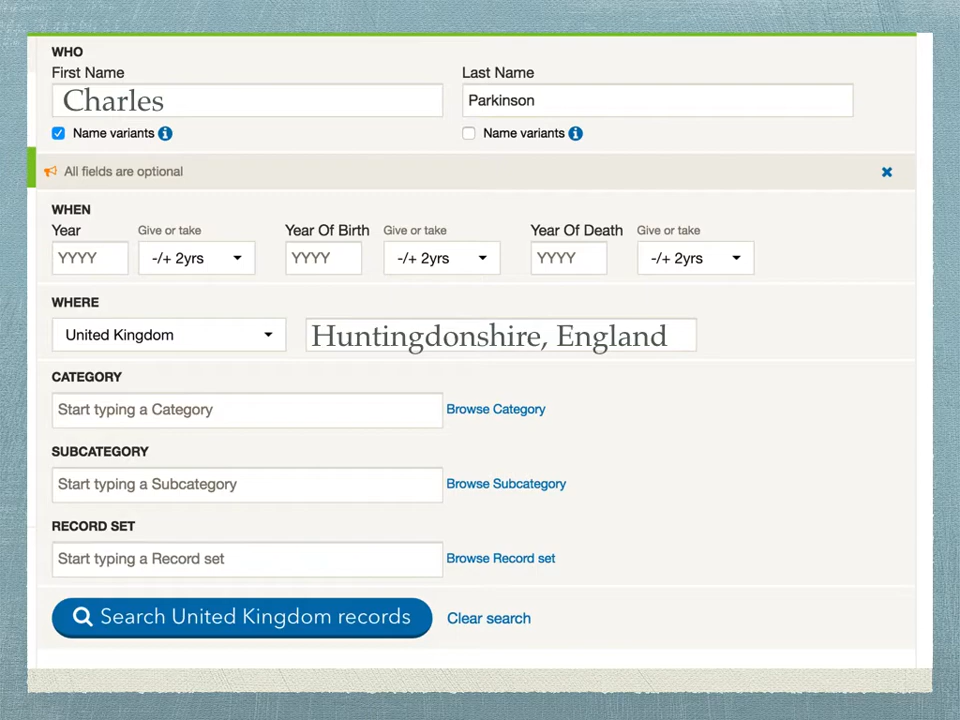 WHO
First Name Last Name
Charles Parkinson
Name variants Name variants
All fields are optional
WHEN
Year Give or take Year Of Birth Give or take Year Of Death Give or take
YYYY -/+ 2yrs YYYY -/+ 2yrs YYYY -/+ 2yrs
WHERE
United Kingdom Huntingdonshire, England
CATEGORY
Start typing a Category Browse Category
SUBCATEGORY
Start typing a Subcategory Browse Subcategory
RECORD SET
Start typing a Record set Browse Record set
Search United Kingdom records Clear search